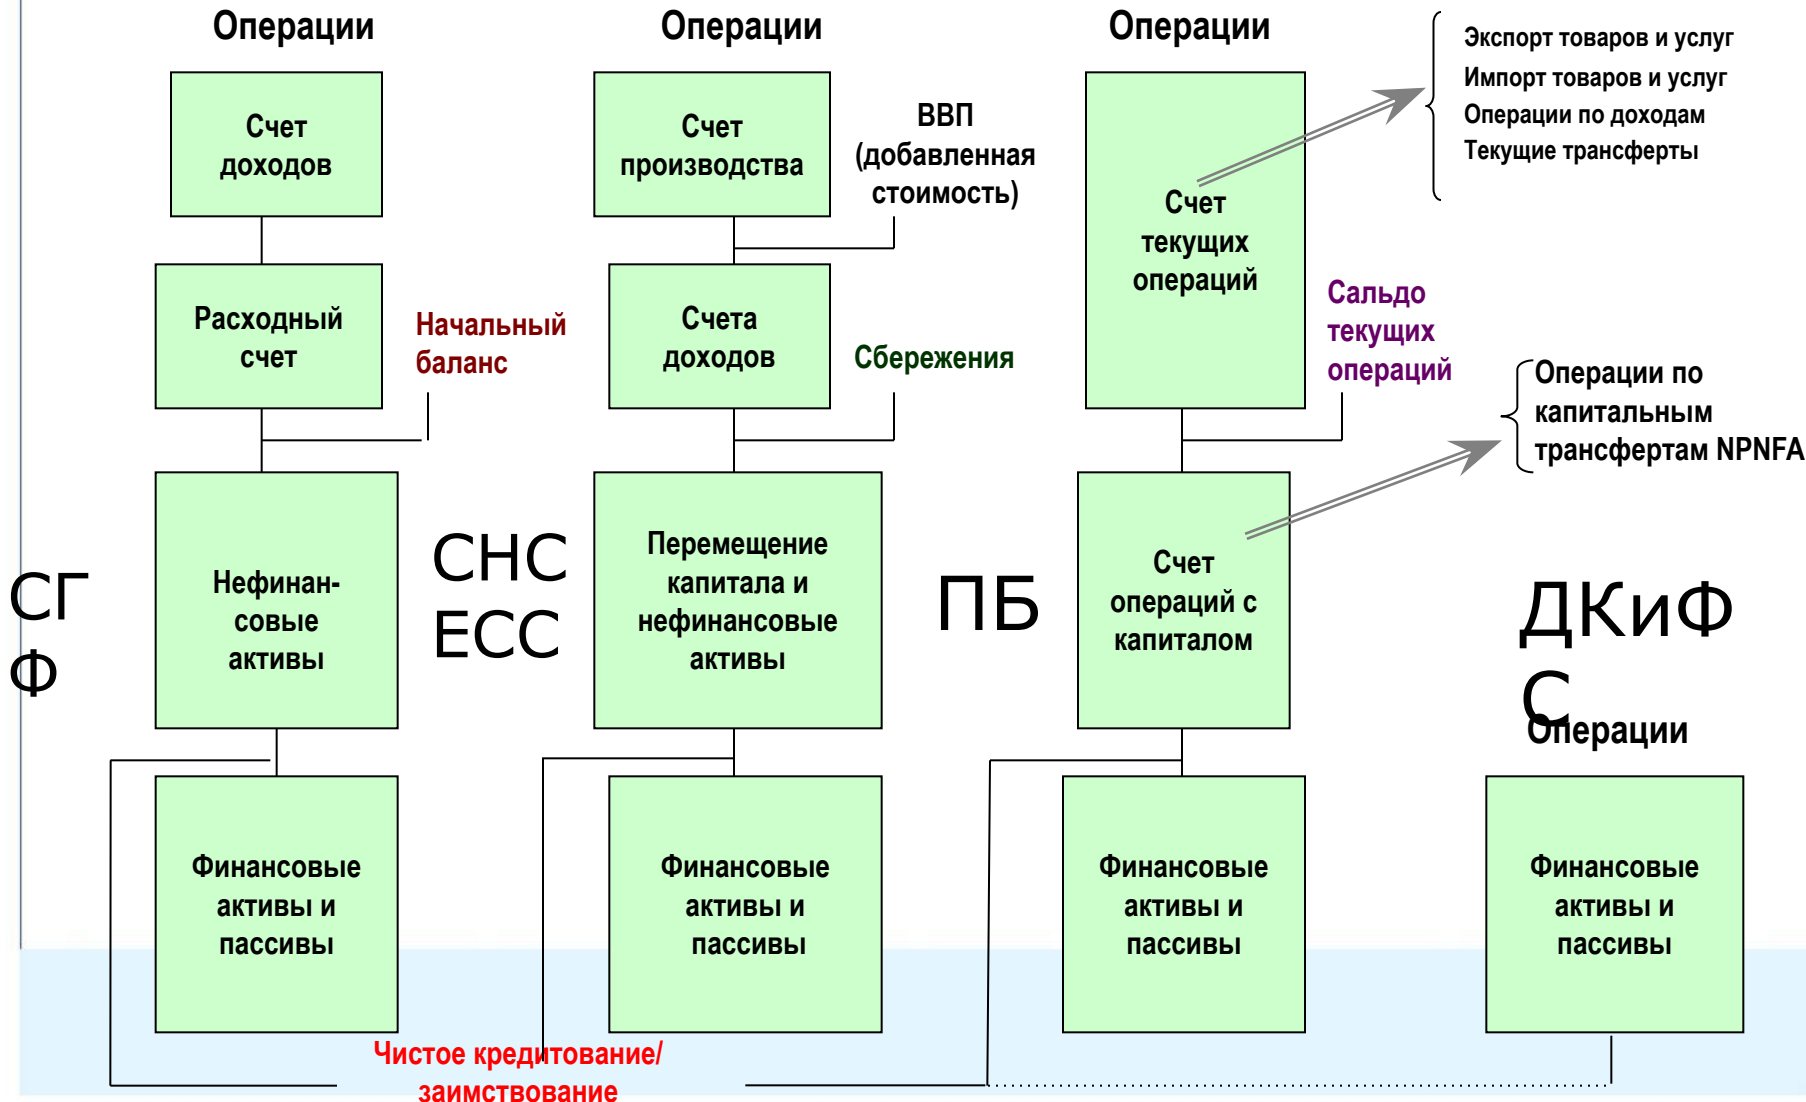 Операции
Операции
Операции
Счет
доходов
Счет
производства
ВВП
(добавленная
стоимость)
Счет
текущих
операций
Экспорт товаров и услуг
Импорт товаров и услуг
Операции по доходам
Текущие трансферты
Расходный
счет
Начальный
баланс
Счета
доходов
Сбережения
Сальдо
текущих
операций
Операции по
капитальным
трансфертам NPNFA
СГ
Ф
Нефинан-
совые
активы
СНС
ЕСС
Перемещение
капитала и
нефинансовые
активы
ПБ
Счет
операций с
капиталом
ДКиФ
С
Операции
Финансовые
активы и
пассивы
Финансовые
активы и
пассивы
Финансовые
активы и
пассивы
Финансовые
активы и
пассивы
Чистое кредитование/
заимствование